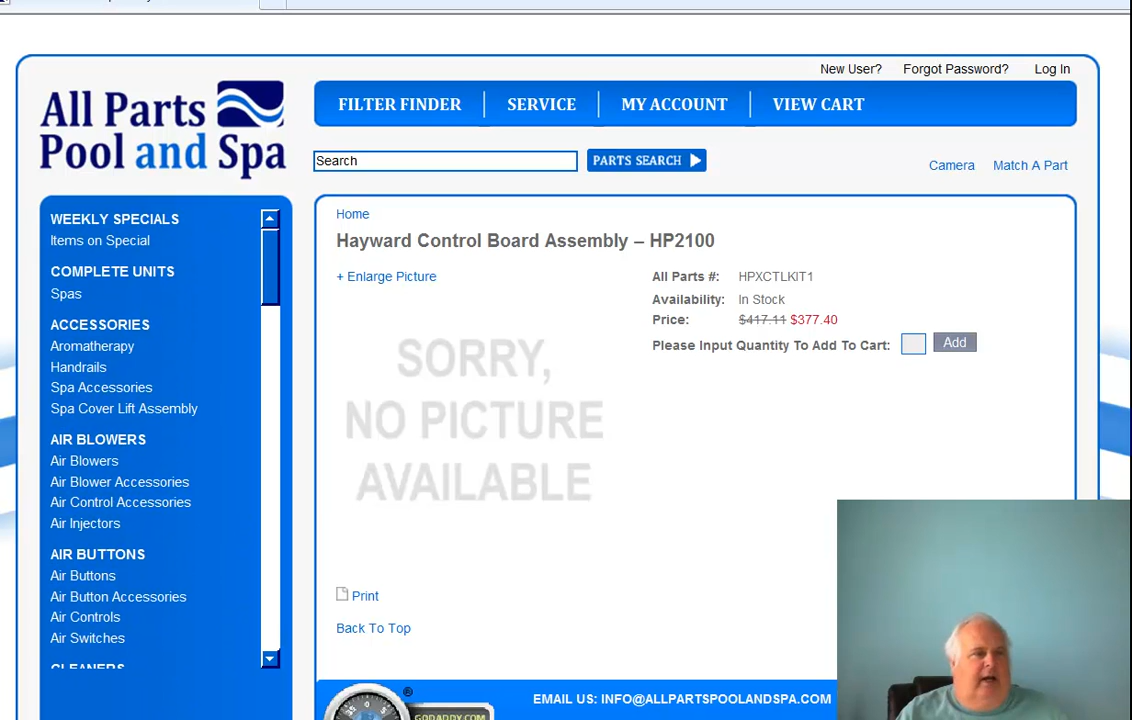 New User? Forgot Password? Log In
All Parts
Pool and Spa
FILTER FINDER SERVICE MY ACCOUNT VIEW CART
Search PARTS SEARCH
Camera Match A Part
WEEKLY SPECIALS
Items on Special
COMPLETE UNITS
Spas
ACCESSORIES
Aromatherapy
Handrails
Spa Accessories
Spa Cover Lift Assembly
AIR BLOWERS
Air Blowers
Air Blower Accessories
Air Control Accessories
Air Injectors
AIR BUTTONS
Air Buttons
Air Button Accessories
Air Controls
Air Switches
CLEANERS
Home
Hayward Control Board Assembly – HP2100
+ Enlarge Picture
All Parts #: HPXCTLKIT1
Availability: In Stock
Price: $417.11 $377.40
Please Input Quantity To Add To Cart: Add
SORRY,
NO PICTURE
AVAILABLE
Print
Back To Top
EMAIL US: INFO@ALLPARTSPOOLANDSPA.COM
GODADDY.COM